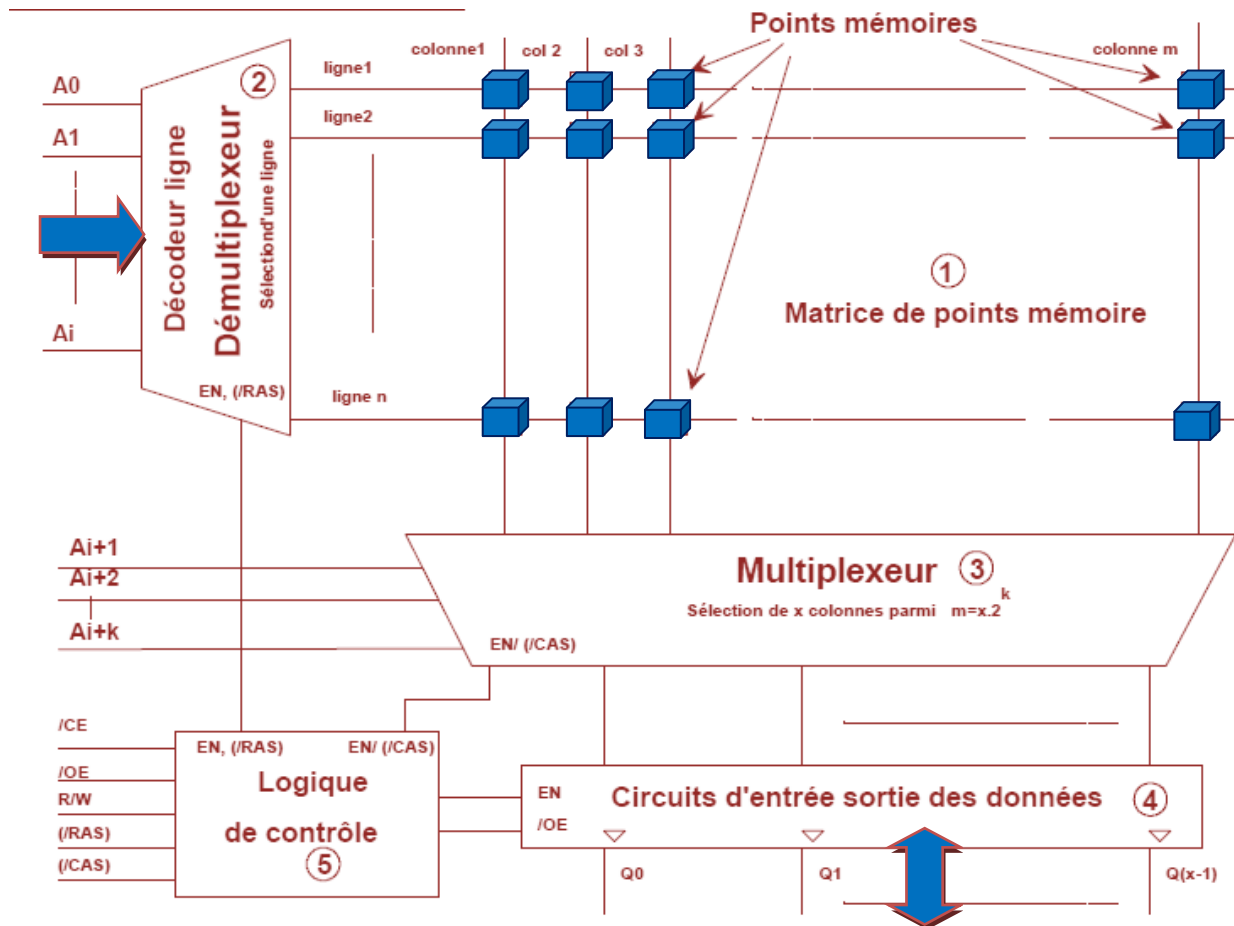 Points mémoires
colonne1
col 2
col 3
colonne m
A0
A1
Ai
Décodeur ligne
Démultiplexeur
Sélectiond'une ligne
2
EN, (/RAS)
ligne1
ligne2
ligne n
1
Matrice de points mémoire
Ai+1
Ai+2
Ai+k
Multiplexeur 3
Sélection de x colonnes parmi m=x.2^k
EN/ (/CAS)
/CE
/OE
R/W
(/RAS)
(/CAS)
EN, (/RAS)
EN/ (/CAS)
Logique
de contrôle
5
EN
/OE
Circuits d'entrée sortie des données 4
Q0
Q1
Q(x-1)